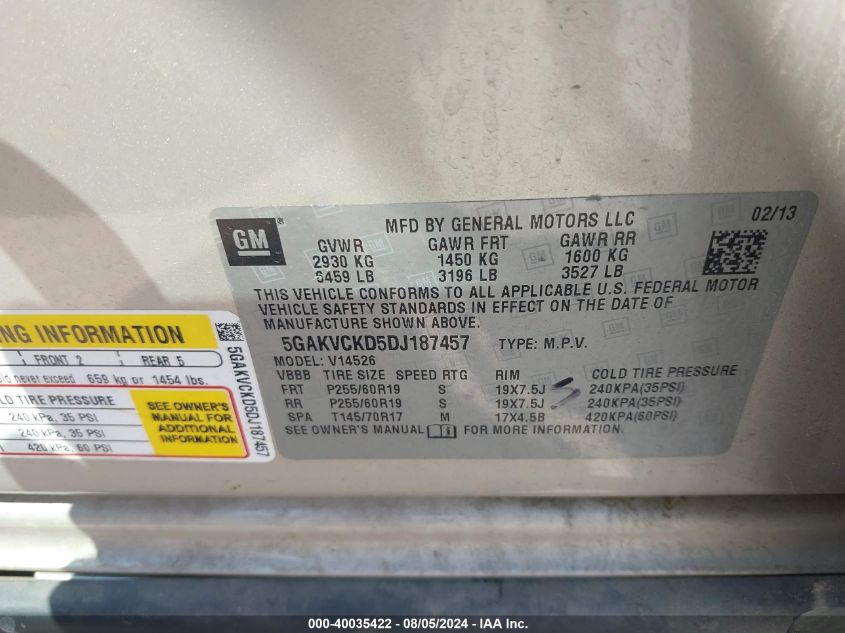 GM ®
MFD BY GENERAL MOTORS LLC
02/13
GVWR GAWR FRT GAWR RR
2930 KG 1450 KG 1600 KG
6459 LB 3196 LB 3527 LB
THIS VEHICLE CONFORMS TO ALL APPLICABLE U.S. FEDERAL MOTOR
VEHICLE SAFETY STANDARDS IN EFFECT ON THE DATE OF
MANUFACTURE SHOWN ABOVE.
5GAKVCKD5DJ187457 TYPE: M.P.V.
MODEL: V14526
VBBB TIRE SIZE SPEED RTG RIM COLD TIRE PRESSURE
FRT P255/60R19 S 19X7.5J 240KPA(35PSI)
RR P255/60R19 S 19X7.5J 240KPA(35PSI)
SPA T145/70R17 M 17X4.5B 420KPA(60PSI)
SEE OWNER'S MANUAL FOR MORE INFORMATION.
NG INFORMATION
FRONT 2 REAR 5
never exceed 659 kg or 1454 lbs.
TIRE PRESSURE
240 kPa, 35 PSI
240 kPa, 35 PSI
420 kPa, 60 PSI
SEE OWNER'S
MANUAL FOR
ADDITIONAL
INFORMATION
5GAKVCKD5DJ187457
000-40035422 - 08/05/2024 - IAA Inc.